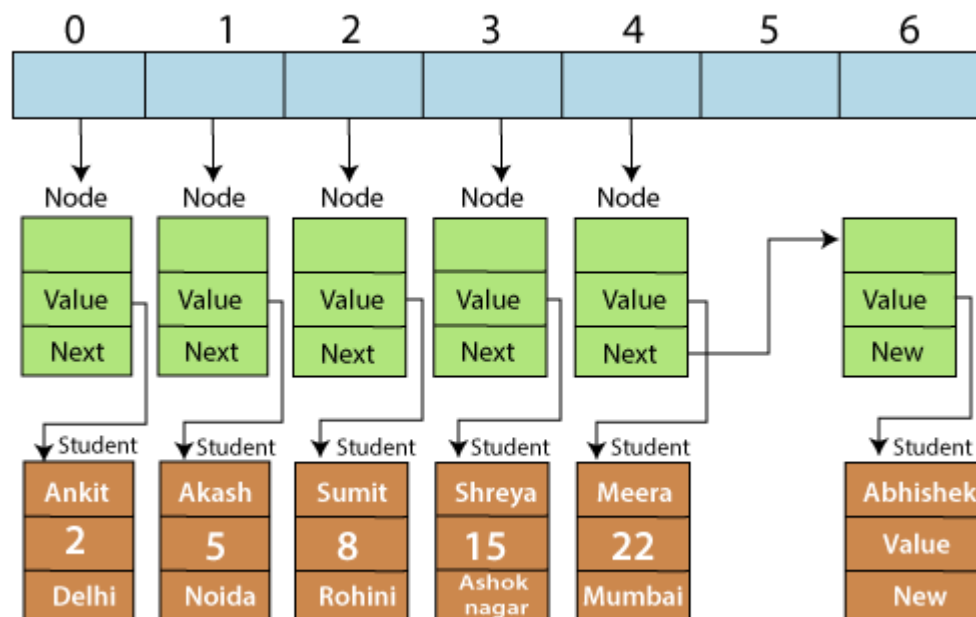 0 1 2 3 4 5 6
Node Node Node Node Node
Value Value Value Value Value Value
Next Next Next Next Next New
Student Student Student Student Student Student
Ankit Akash Sumit Shreya Meera Abhishek
2 5 8 15 22 Value
Delhi Noida Rohini Ashok nagar Mumbai New